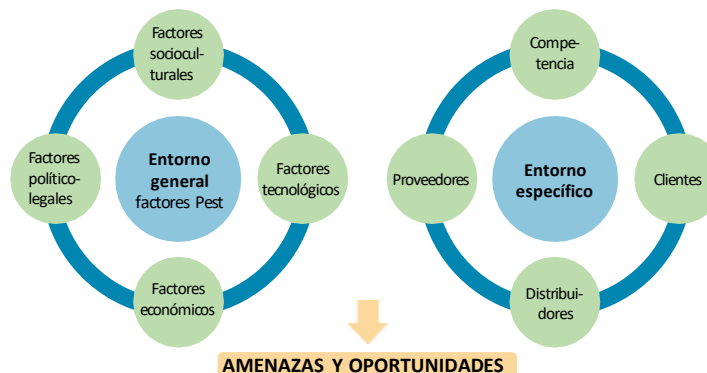 Factores
sociocul-
turales
Factores
político-
legales
Entorno
general
factores Pest
Factores
tecnológicos
Factores
económicos
Compe-
tencia
Proveedores
Entorno
específico
Clientes
Distribui-
dores
AMENAZAS Y OPORTUNIDADES